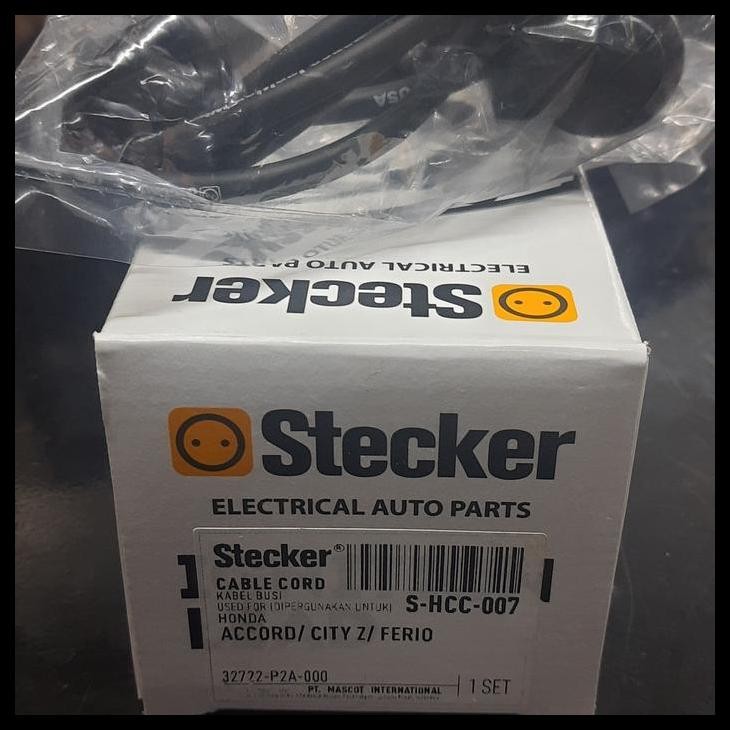 USA
ELECTRICAL AUTO PARTS
Stecker
Stecker
ELECTRICAL AUTO PARTS
Stecker®
CABLE CORD
KABEL BUSI
USED FOR (DIPERGUNAKAN UNTUK)
S-HCC-007
HONDA
ACCORD/ CITY Z/ FERIO
32722-P2A-000
PT. MASCOT INTERNATIONAL
1 SET